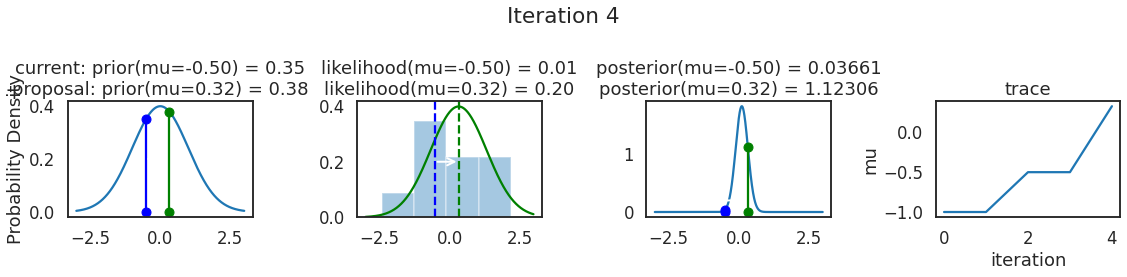 Iteration 4
current: prior(mu=-0.50) = 0.35
proposal: prior(mu=0.32) = 0.38
Probability Density
0.4
0.2
0.0
−2.5 0.0 2.5
likelihood(mu=-0.50) = 0.01
likelihood(mu=0.32) = 0.20
0.4
0.2
0.0
−2.5 0.0 2.5
posterior(mu=-0.50) = 0.03661
posterior(mu=0.32) = 1.12306
1
0
−2.5 0.0 2.5
trace
mu
0.0
−0.5
−1.0
0 2 4
iteration